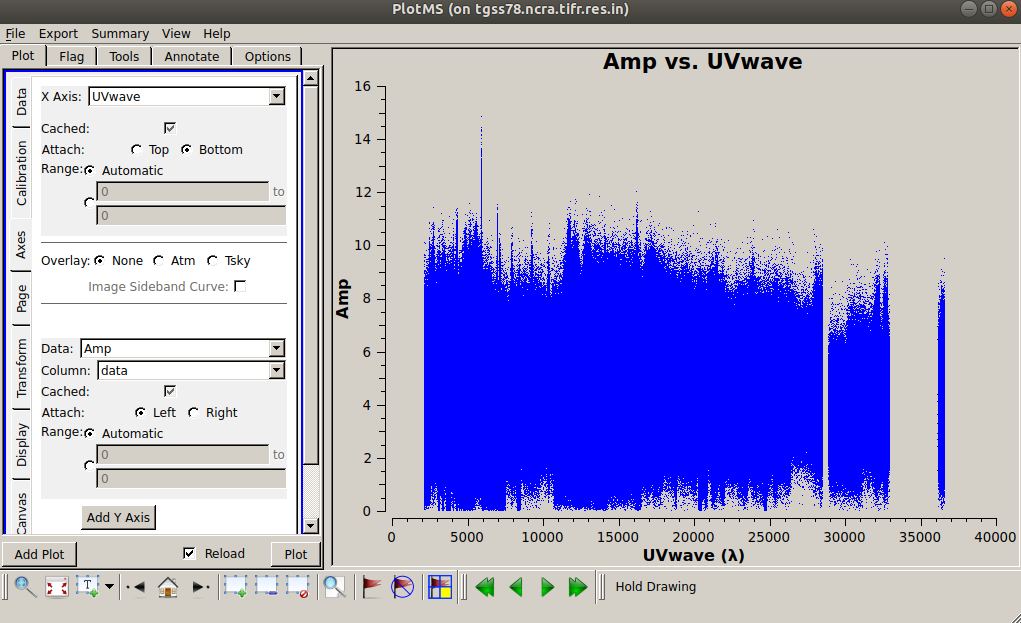 PlotMS (on tgss78.ncra.tifr.res.in)
File Export Summary View Help
Plot Flag Tools Annotate Options
Data
Calibration
Axes
Page
Transform
Display
Canvas
X Axis: UVwave
Cached:
Attach: Top Bottom
Range: Automatic
0 to
0
Overlay: None Atm Tsky
Image Sideband Curve:
Data: Amp
Column: data
Cached:
Attach: Left Right
Range: Automatic
0 to
0
Add Y Axis
Add Plot Reload Plot
Amp vs. UVwave
Amp
16
14
12
10
8
6
4
2
0
0 5000 10000 15000 20000 25000 30000 35000 40000
UVwave (λ)
T
Hold Drawing